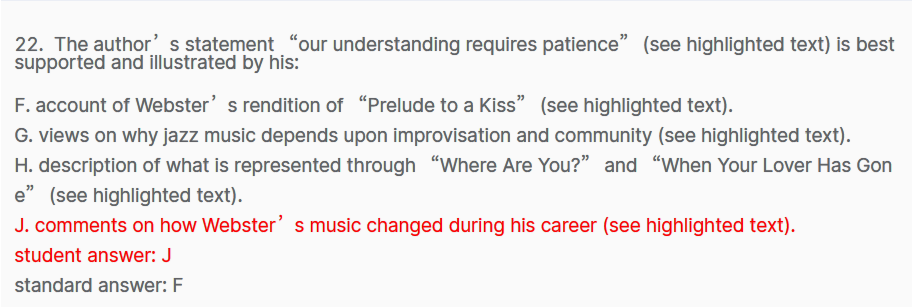 22.  The author’s statement “our understanding requires patience” (see highlighted text) is best
supported and illustrated by his:
F. account of Webster’s rendition of “Prelude to a Kiss” (see highlighted text).
G. views on why jazz music depends upon improvisation and community (see highlighted text).
H. description of what is represented through “Where Are You?” and “When Your Lover Has Gon
e” (see highlighted text).
J. comments on how Webster’s music changed during his career (see highlighted text).
student answer: J
standard answer: F